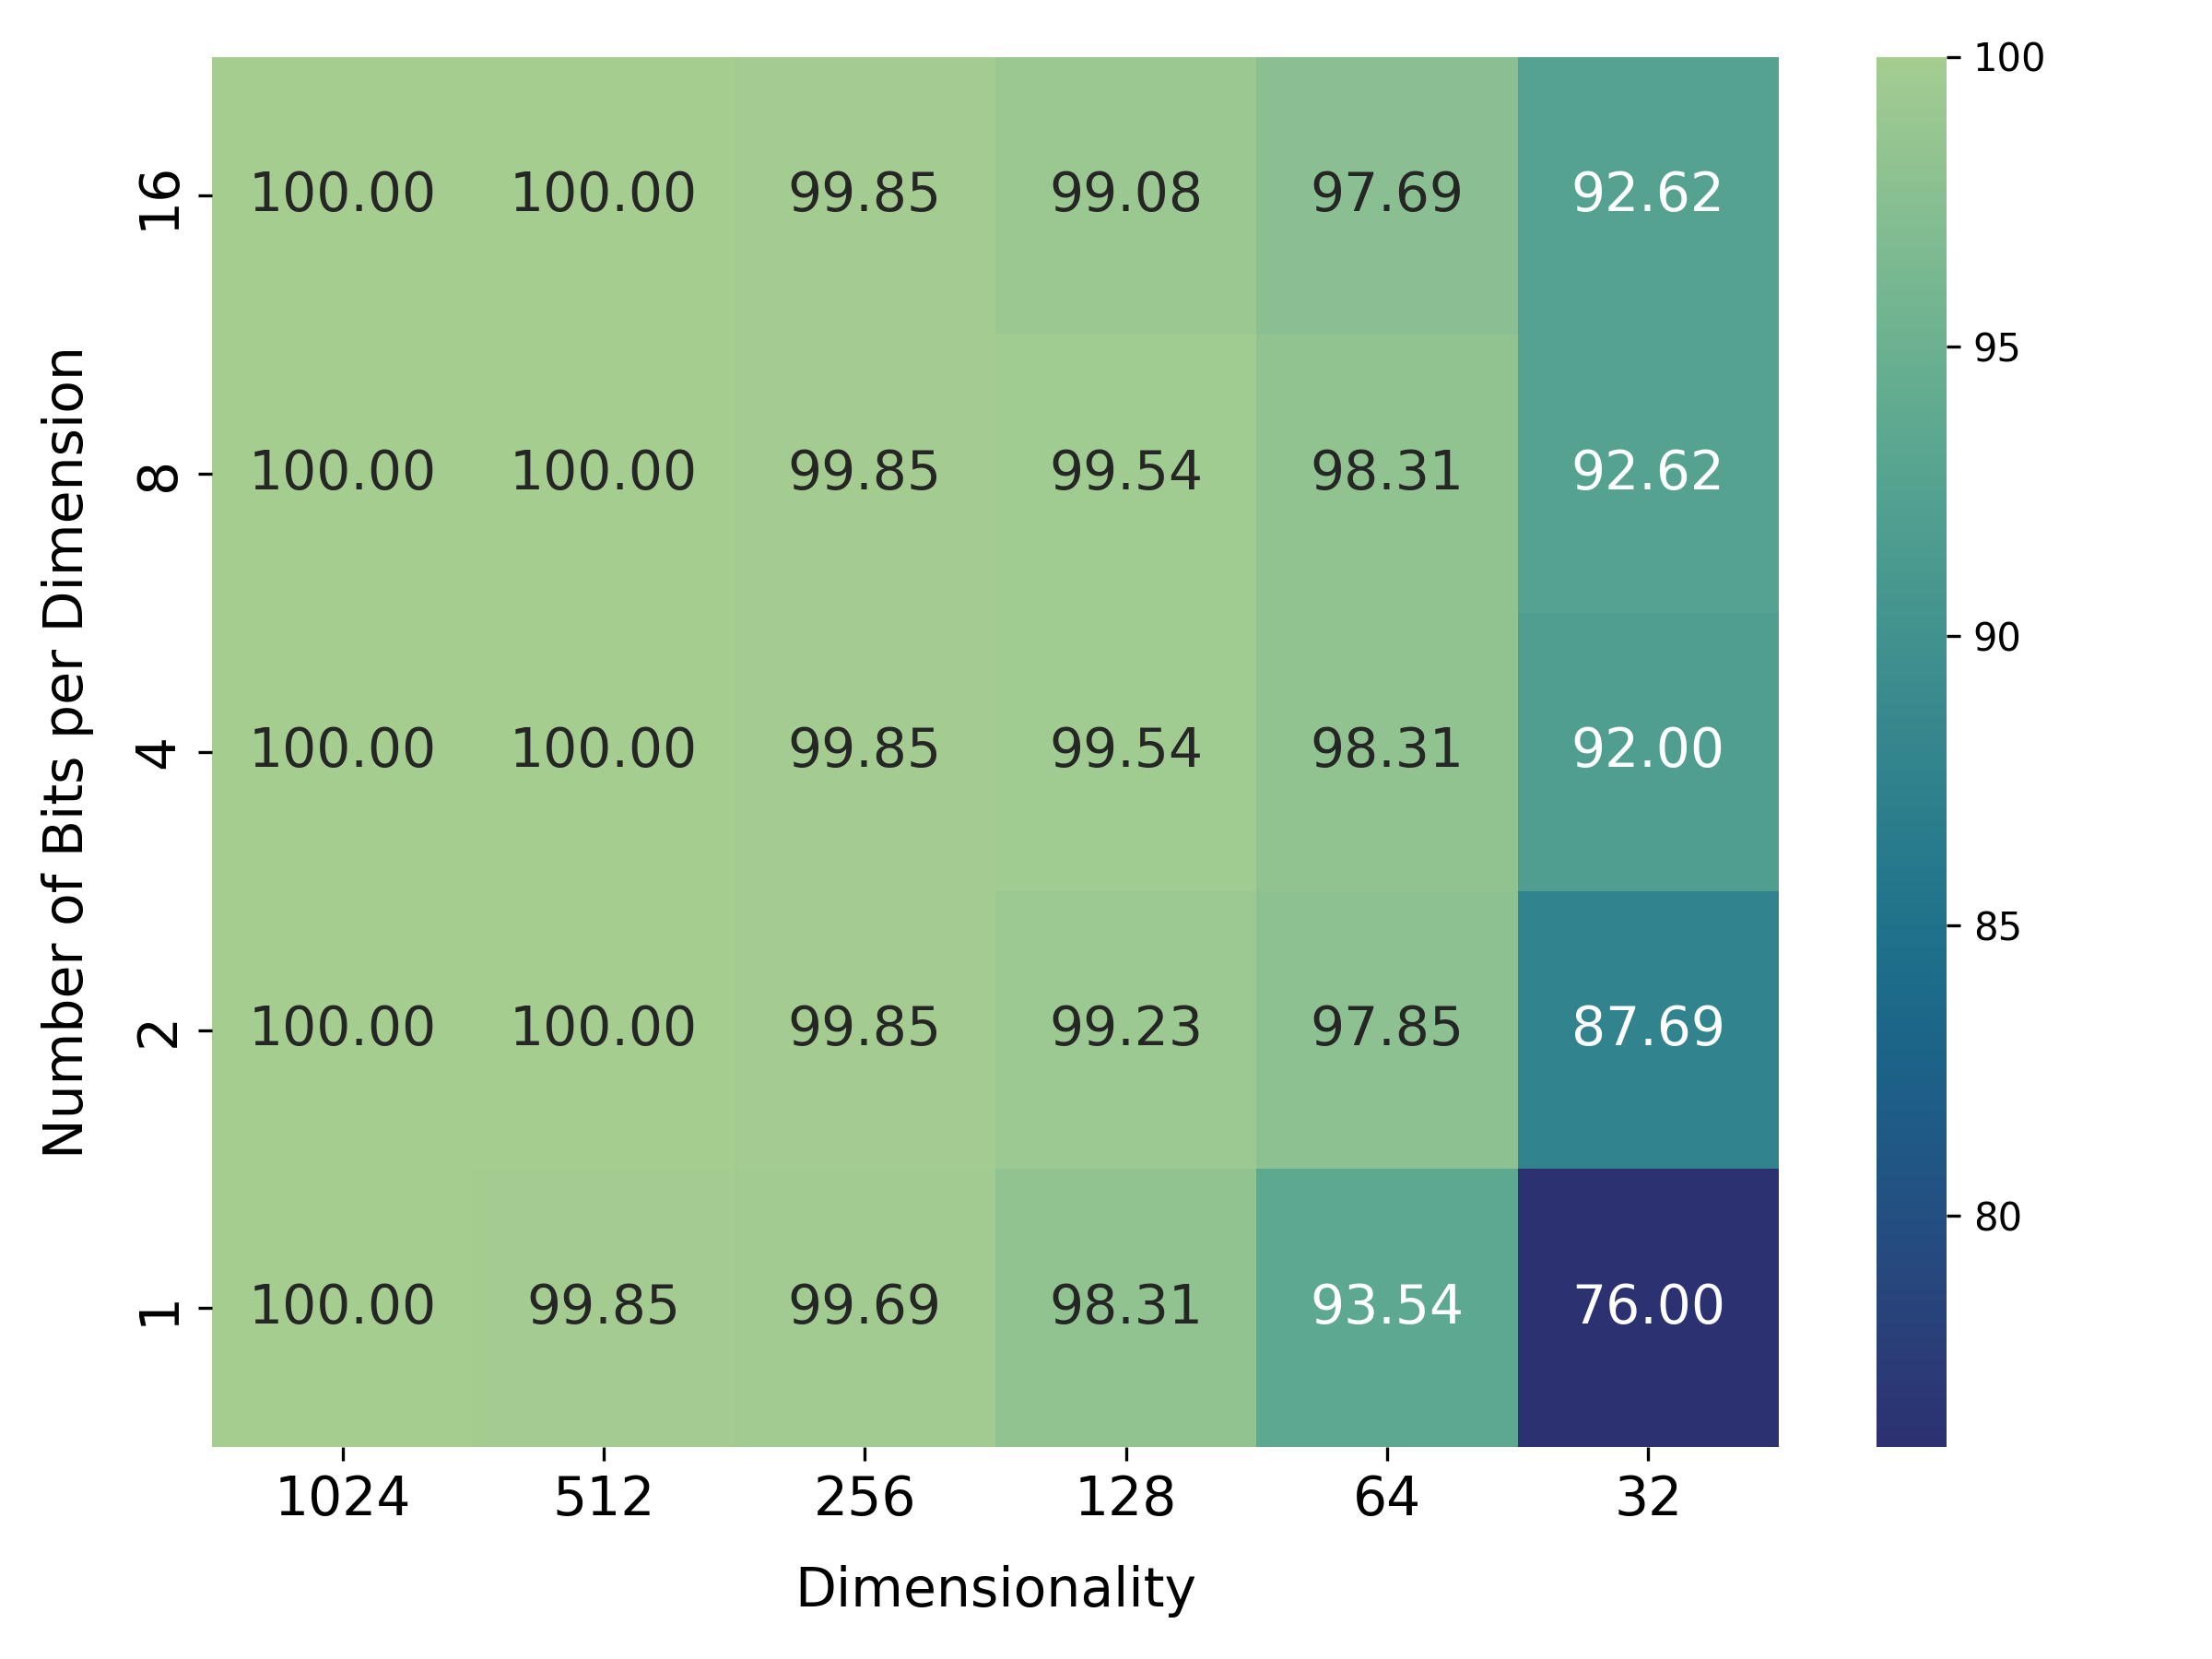 100
16 100.00 100.00 99.85 99.08 97.69 92.62
95
8 100.00 100.00 99.85 99.54 98.31 92.62
90
4 100.00 100.00 99.85 99.54 98.31 92.00
85
2 100.00 100.00 99.85 99.23 97.85 87.69
80
1 100.00 99.85 99.69 98.31 93.54 76.00
Number of Bits per Dimension
1024 512 256 128 64 32
Dimensionality